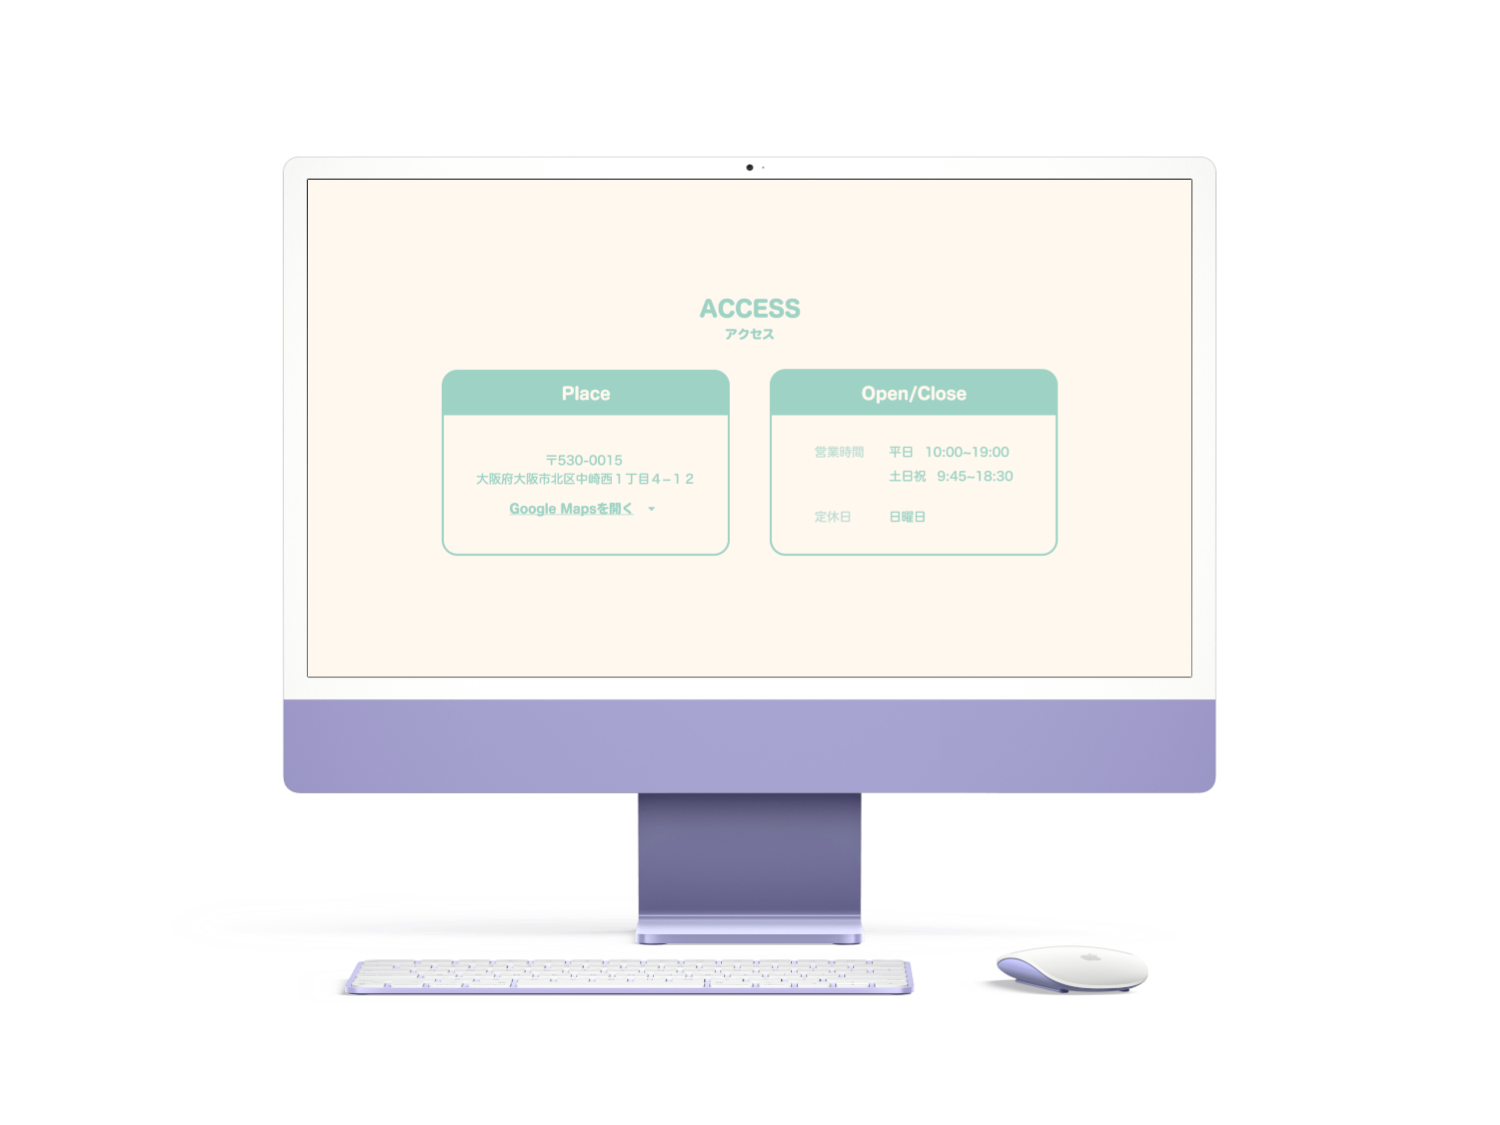 ACCESS
アクセス
Place
〒530-0015
大阪府大阪市北区中崎西１丁目４−１２
Google Mapsを開く
Open/Close
営業時間 平日 10:00~19:00
土日祝 9:45~18:30
定休日 日曜日